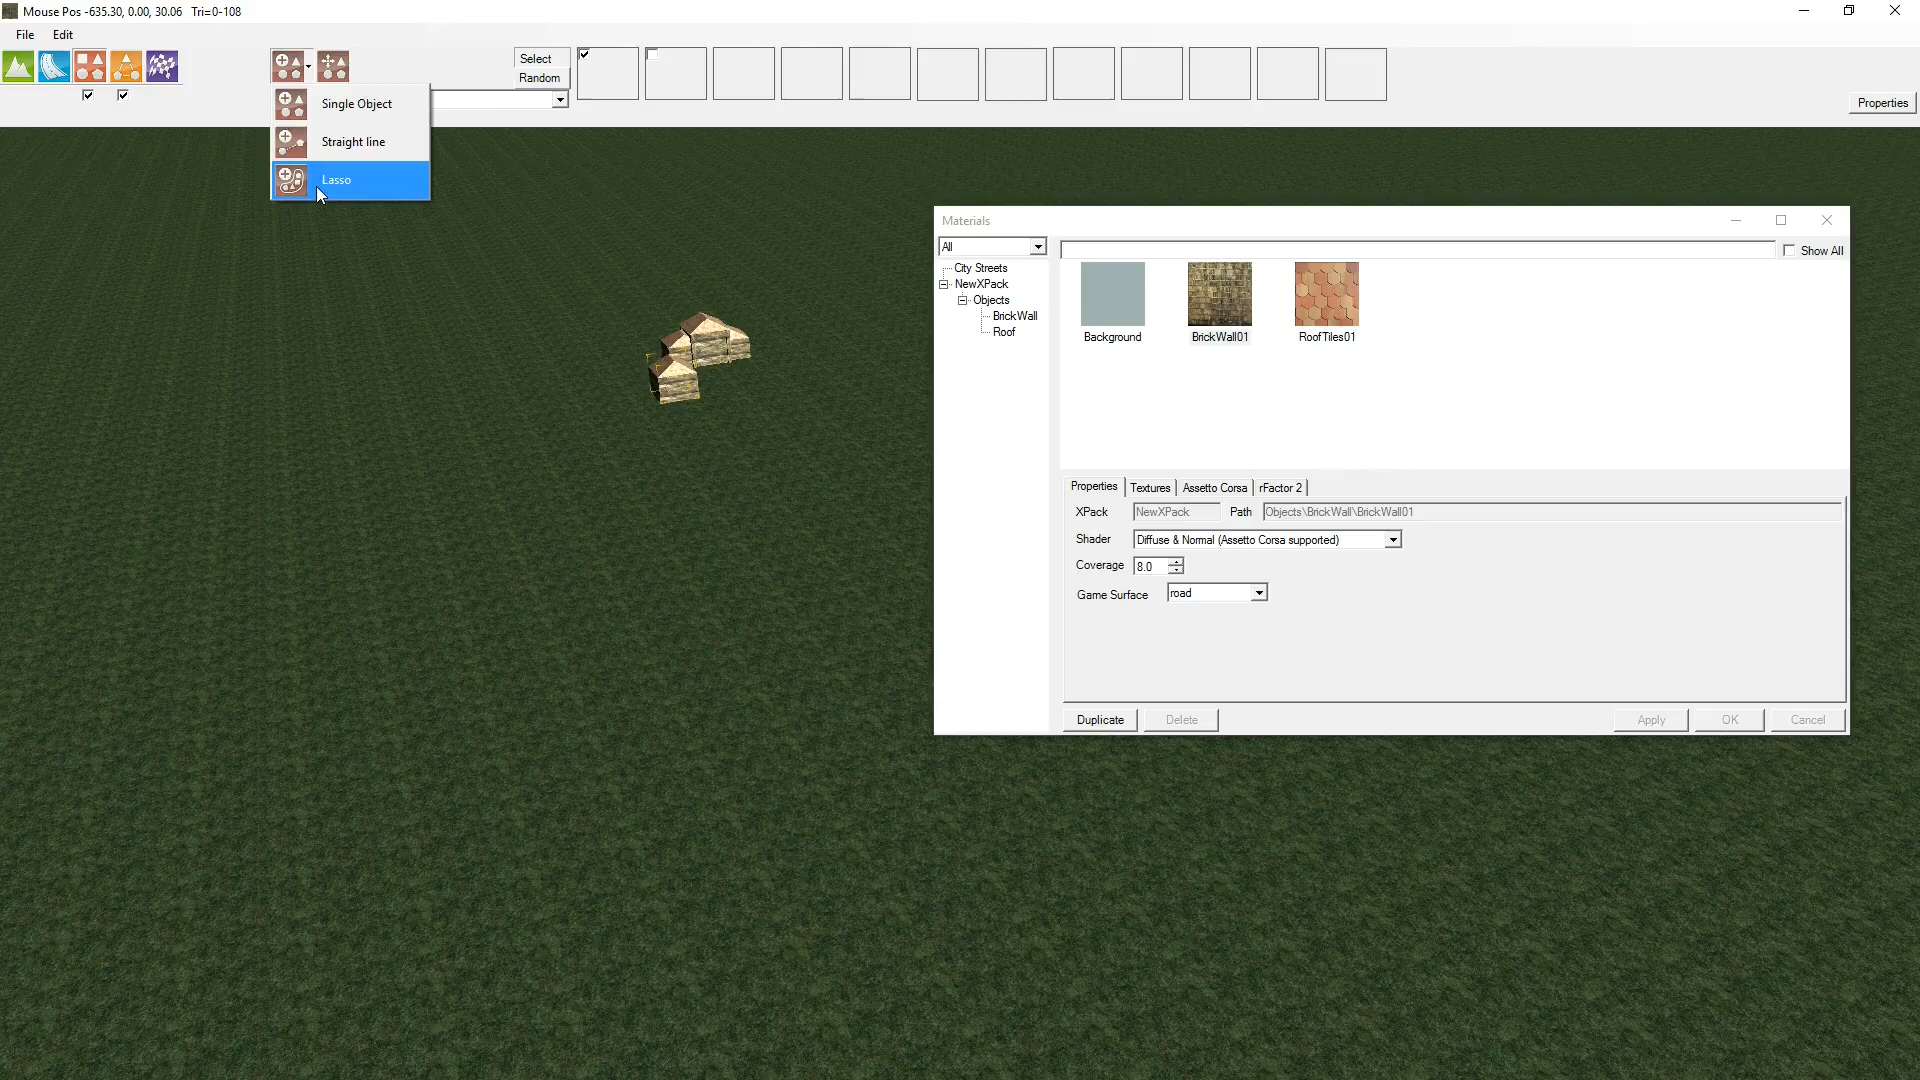 Mouse Pos -635.30, 0.00, 30.06 Tri=0-108
File Edit
Select
Random
Single Object
Straight line
Lasso
Properties
Materials
All
Show All
City Streets
NewXPack
Objects
BrickWall
Roof
Background BrickWall01 RoofTiles01
Properties Textures Assetto Corsa rFactor 2
XPack NewXPack Path Objects\BrickWall\BrickWall01
Shader Diffuse & Normal (Assetto Corsa supported)
Coverage 8.0
Game Surface road
Duplicate Delete Apply OK Cancel